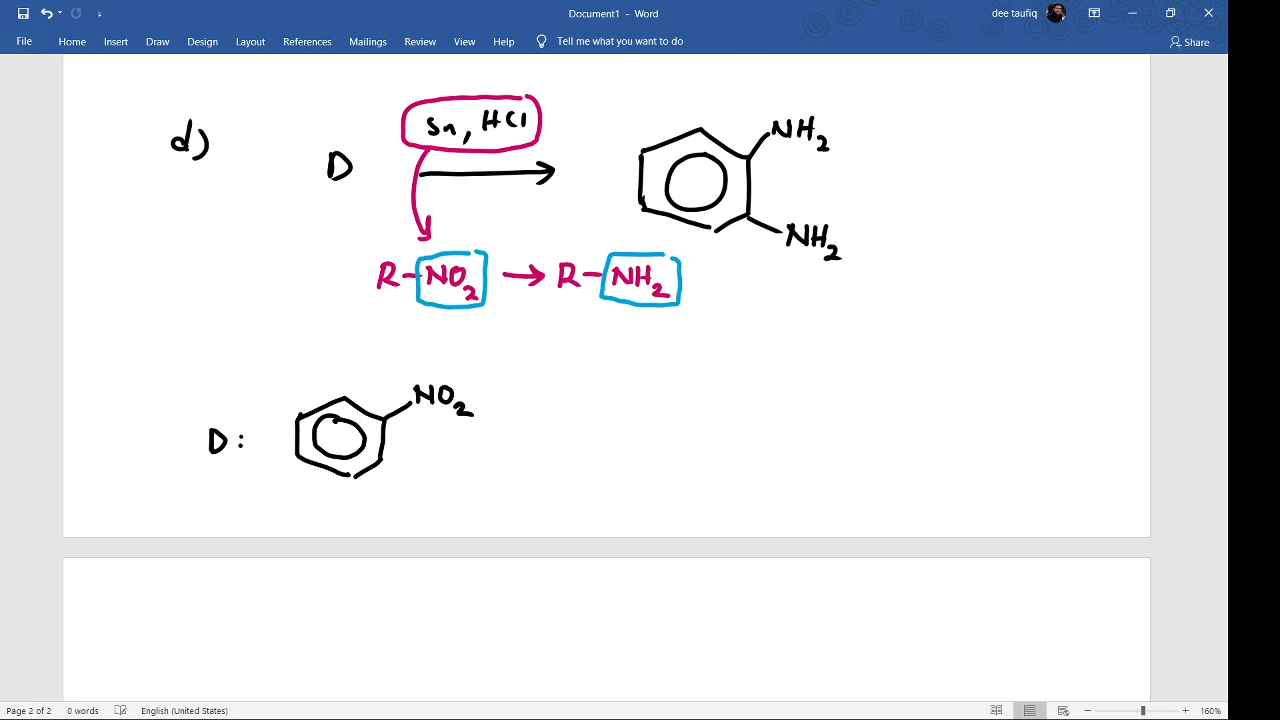 Document1 - Word
dee taufiq
File Home Insert Draw Design Layout References Mailings Review View Help Tell me what you want to do
Share
d)
D
Sn, HCl
NH2
NH2
R-NO2 → R-NH2
D:
NO2
Page 2 of 2 0 words English (United States)
160%